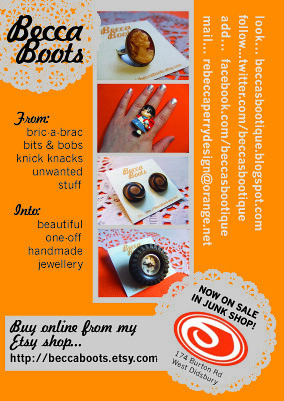 Becca
Boots
From:
bric-a-brac
bits & bobs
knick knacks
unwanted
stuff
Into:
beautiful
one-off
handmade
jewellery
Buy online from my
Etsy shop...
http://beccaboots.etsy.com
look... beccasbootique.blogspot.com
follow...twitter.com/beccasbootique
add... facebook.com/beccasbootique
mail... rebeccaperrydesign@orange.net
Becca
Boots
NOW ON SALE
IN JUNK SHOP!
174 Burton Rd
West Didsbury